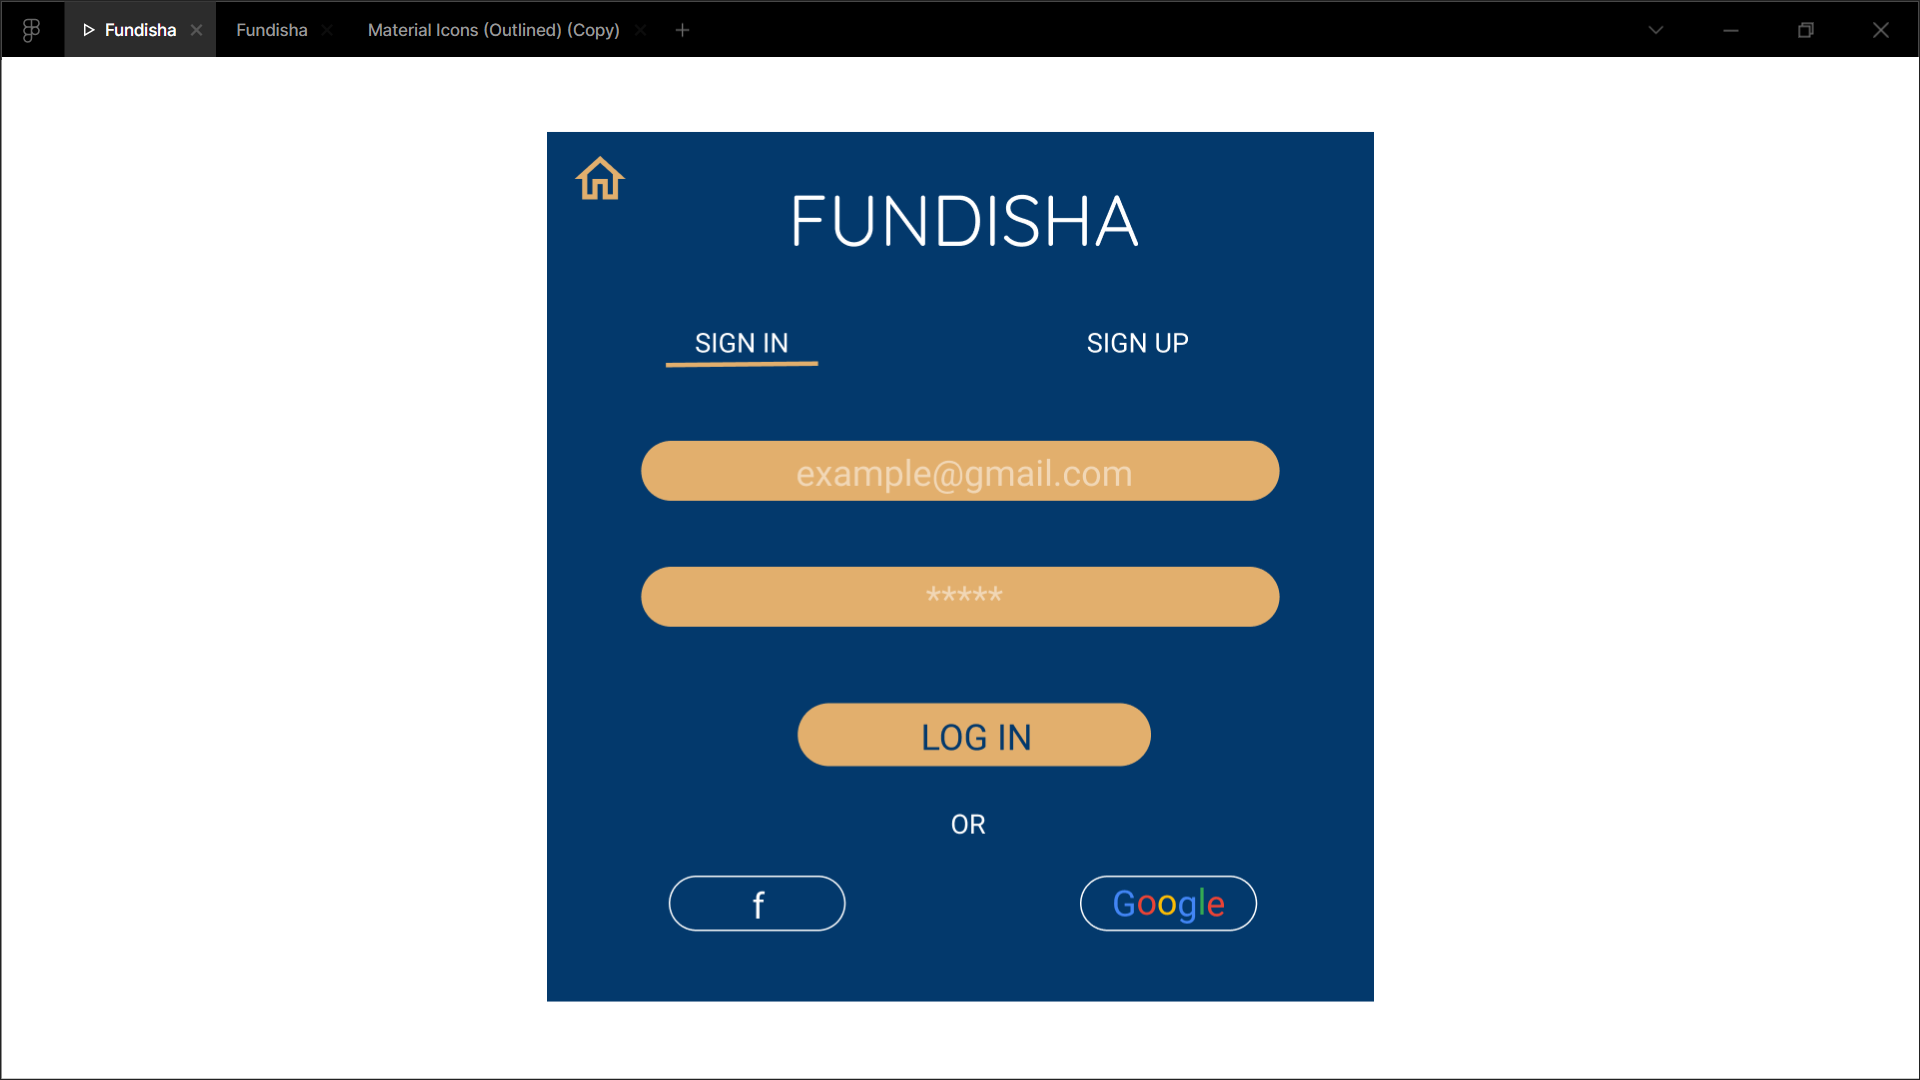 Fundisha
Fundisha
Material Icons (Outlined) (Copy)
FUNDISHA
SIGN IN
SIGN UP
example@gmail.com
*****
LOG IN
OR
f
Google